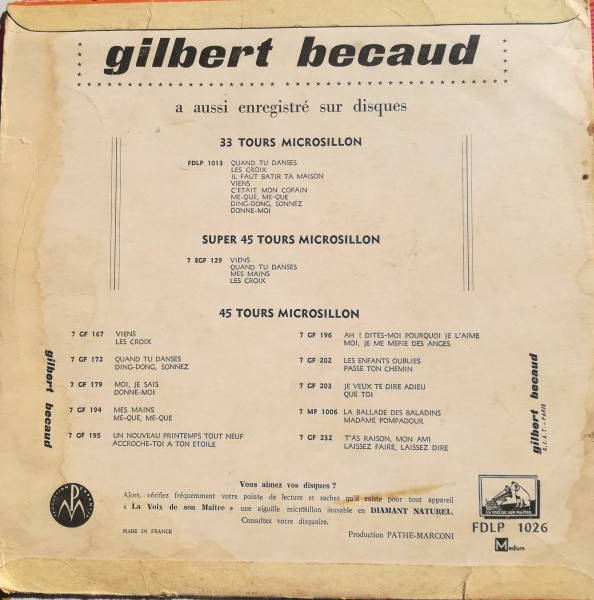 gilbert becaud
a aussi enregistré sur disques
33 TOURS MICROSILLON
FDLP 1013 QUAND TU DANSES
LES CROIX
IL FAUT BATIR TA MAISON
VIENS
C'ETAIT MON COPAIN
ME-QUE, ME-QUE
DING-DONG, SONNEZ
DONNE-MOI
SUPER 45 TOURS MICROSILLON
7 EGF 129 VIENS
QUAND TU DANSES
MES MAINS
LES CROIX
45 TOURS MICROSILLON
7 GF 167 VIENS
LES CROIX
7 GF 172 QUAND TU DANSES
DING-DONG, SONNEZ
7 GF 179 MOI, JE SAIS
DONNE-MOI
7 GF 194 MES MAINS
ME-QUE, ME-QUE
7 GF 195 UN NOUVEAU PRINTEMPS TOUT NEUF
ACCROCHE-TOI A TON ETOILE
7 GF 196 AH ! DITES-MOI POURQUOI JE L'AIME
MOI, JE ME MEFIE DES ANGES
7 GF 202 LES ENFANTS OUBLIES
PASSE TON CHEMIN
7 GF 203 JE VEUX TE DIRE ADIEU
QUE TOI
7 MF 1006 LA BALLADE DES BALADINS
MADAME POMPADOUR
7 GF 232 T'AS RAISON, MON AMI
LAISSEZ FAIRE, LAISSEZ DIRE
gilbert becaud
gilbert becaud
Vous aimez vos disques ?
Alors, vérifiez fréquemment votre pointe de lecture et sachez qu'il existe pour tout appareil
« La Voix de son Maître » une aiguille microsillon inusable en DIAMANT NATUREL.
Consultez votre disquaire.
MADE IN FRANCE
Production PATHE-MARCONI
LA VOIX DE SON MAITRE
FDLP 1026
Medium